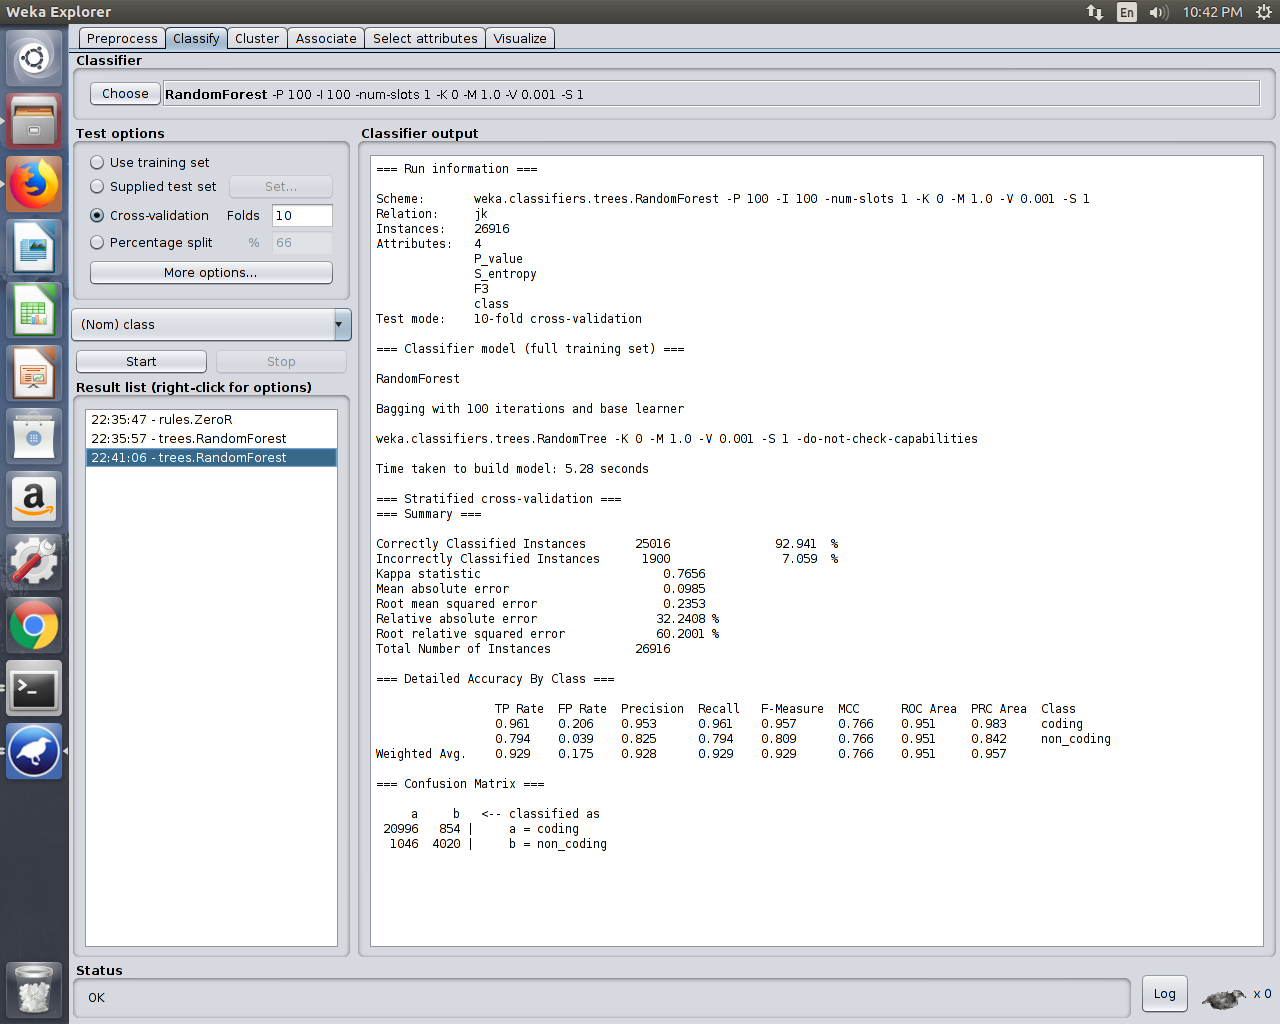 Weka Explorer
En
10:42 PM
Preprocess Classify Cluster Associate Select attributes Visualize
Classifier
Choose RandomForest -P 100 -I 100 -num-slots 1 -K 0 -M 1.0 -V 0.001 -S 1
Test options
Use training set
Supplied test set Set...
Cross-validation Folds 10
Percentage split % 66
More options...
(Nom) class
Start Stop
Result list (right-click for options)
22:35:47 - rules.ZeroR
22:35:57 - trees.RandomForest
22:41:06 - trees.RandomForest
Classifier output
=== Run information ===
Scheme: weka.classifiers.trees.RandomForest -P 100 -I 100 -num-slots 1 -K 0 -M 1.0 -V 0.001 -S 1
Relation: jk
Instances: 26916
Attributes: 4
P_value
S_entropy
F3
class
Test mode: 10-fold cross-validation
=== Classifier model (full training set) ===
RandomForest
Bagging with 100 iterations and base learner
weka.classifiers.trees.RandomTree -K 0 -M 1.0 -V 0.001 -S 1 -do-not-check-capabilities
Time taken to build model: 5.28 seconds
=== Stratified cross-validation ===
=== Summary ===
Correctly Classified Instances 25016 92.941 %
Incorrectly Classified Instances 1900 7.059 %
Kappa statistic 0.7656
Mean absolute error 0.0985
Root mean squared error 0.2353
Relative absolute error 32.2408 %
Root relative squared error 60.2001 %
Total Number of Instances 26916
=== Detailed Accuracy By Class ===
TP Rate FP Rate Precision Recall F-Measure MCC ROC Area PRC Area Class
0.961 0.206 0.953 0.961 0.957 0.766 0.951 0.983 coding
0.794 0.039 0.825 0.794 0.809 0.766 0.951 0.842 non_coding
Weighted Avg. 0.929 0.175 0.928 0.929 0.929 0.766 0.951 0.957
=== Confusion Matrix ===
a b <-- classified as
20996 854 | a = coding
1046 4020 | b = non_coding
Status
OK
Log
x 0